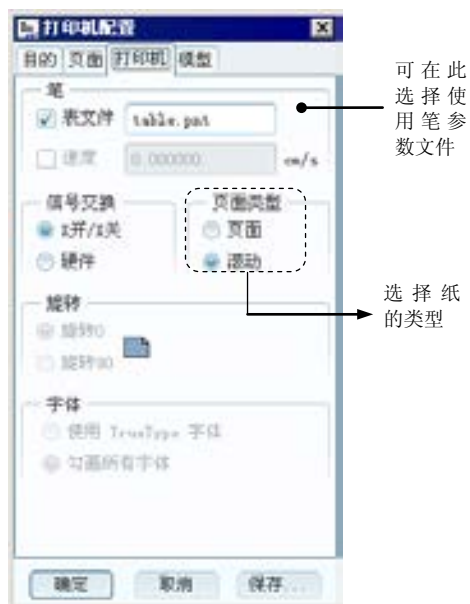 打印机配置
目的 页面 打印机 模型
笔
表文件 table.pnt
速度 0.000000 cm/s
信号交换
X开/X关
硬件
页面类型
页面
滚动
旋转
旋转0
旋转90
字体
使用 TrueType 字体
勾画所有字体
确定 取消 保存...
可在此
选择使
用笔参
数文件
选择纸
的类型